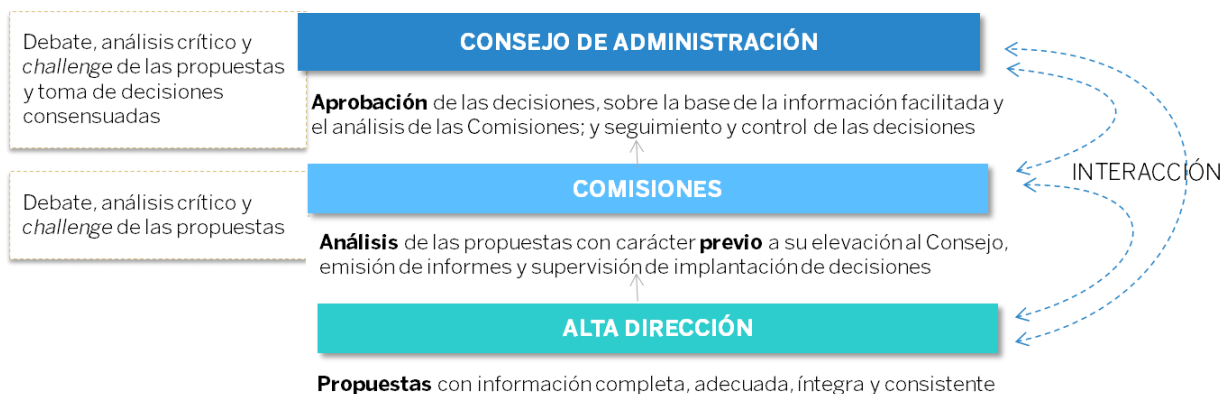 Debate, análisis crítico y
challenge de las propuestas
y toma de decisiones
consensuadas
CONSEJO DE ADMINISTRACIÓN
Aprobación de las decisiones, sobre la base de la información facilitada y
el análisis de las Comisiones; y seguimiento y control de las decisiones
INTERACCIÓN
Debate, análisis crítico y
challenge de las propuestas
COMISIONES
Análisis de las propuestas con carácter previo a su elevación al Consejo,
emisión de informes y supervisión de implantación de decisiones
ALTA DIRECCIÓN
Propuestas con información completa, adecuada, íntegra y consistente